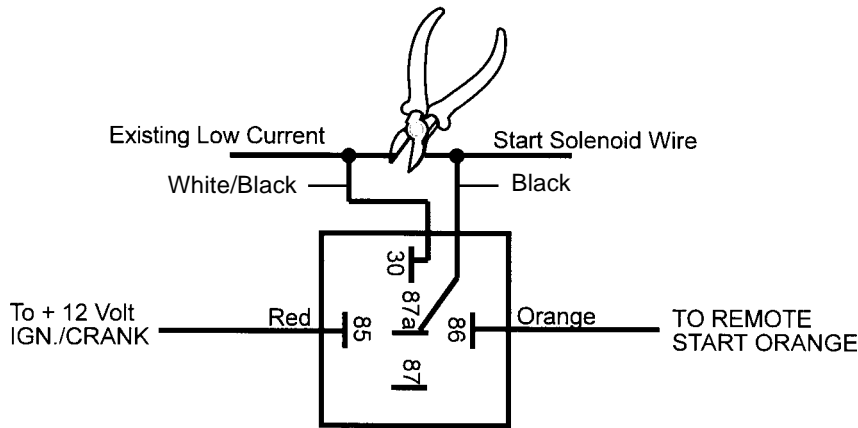 Existing Low Current
Start Solenoid Wire
White/Black
Black
30
87a
85
86
87
To + 12 Volt
IGN./CRANK
Red
Orange
TO REMOTE
START ORANGE